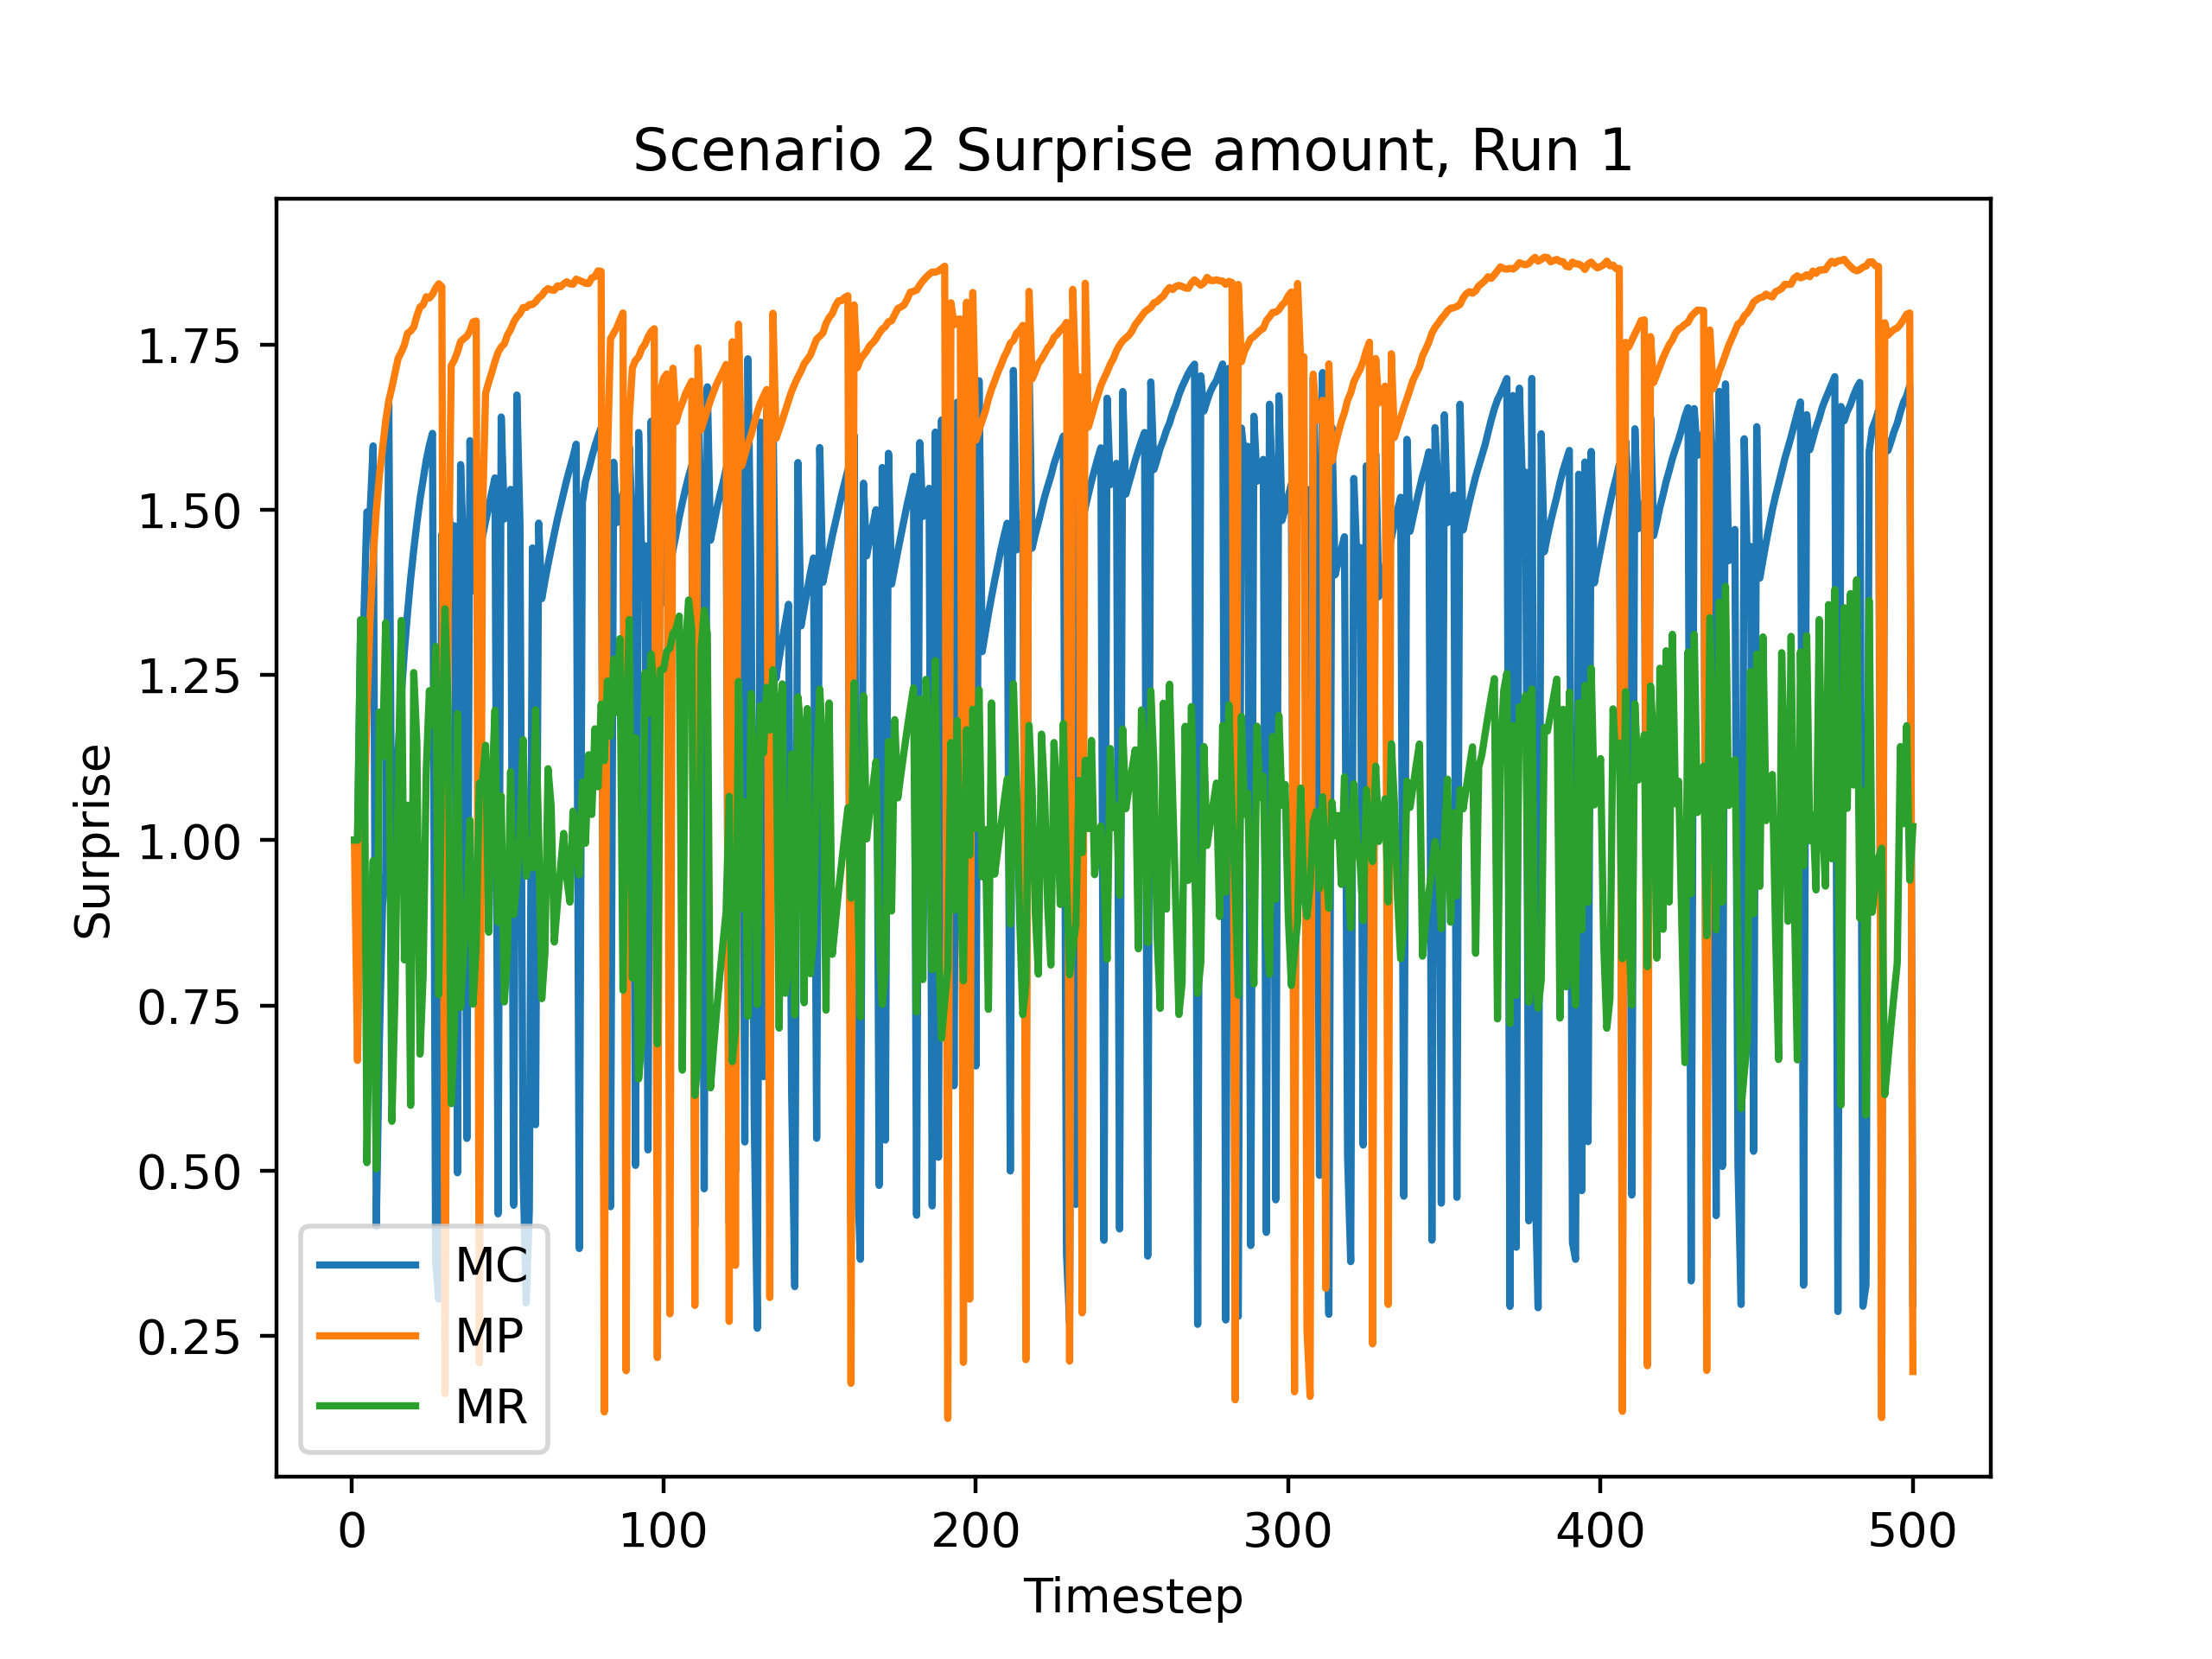 Scenario 2 Surprise amount, Run 1
Surprise
1.75
1.50
1.25
1.00
0.75
0.50
0.25
MC
MP
MR
0 100 200 300 400 500
Timestep